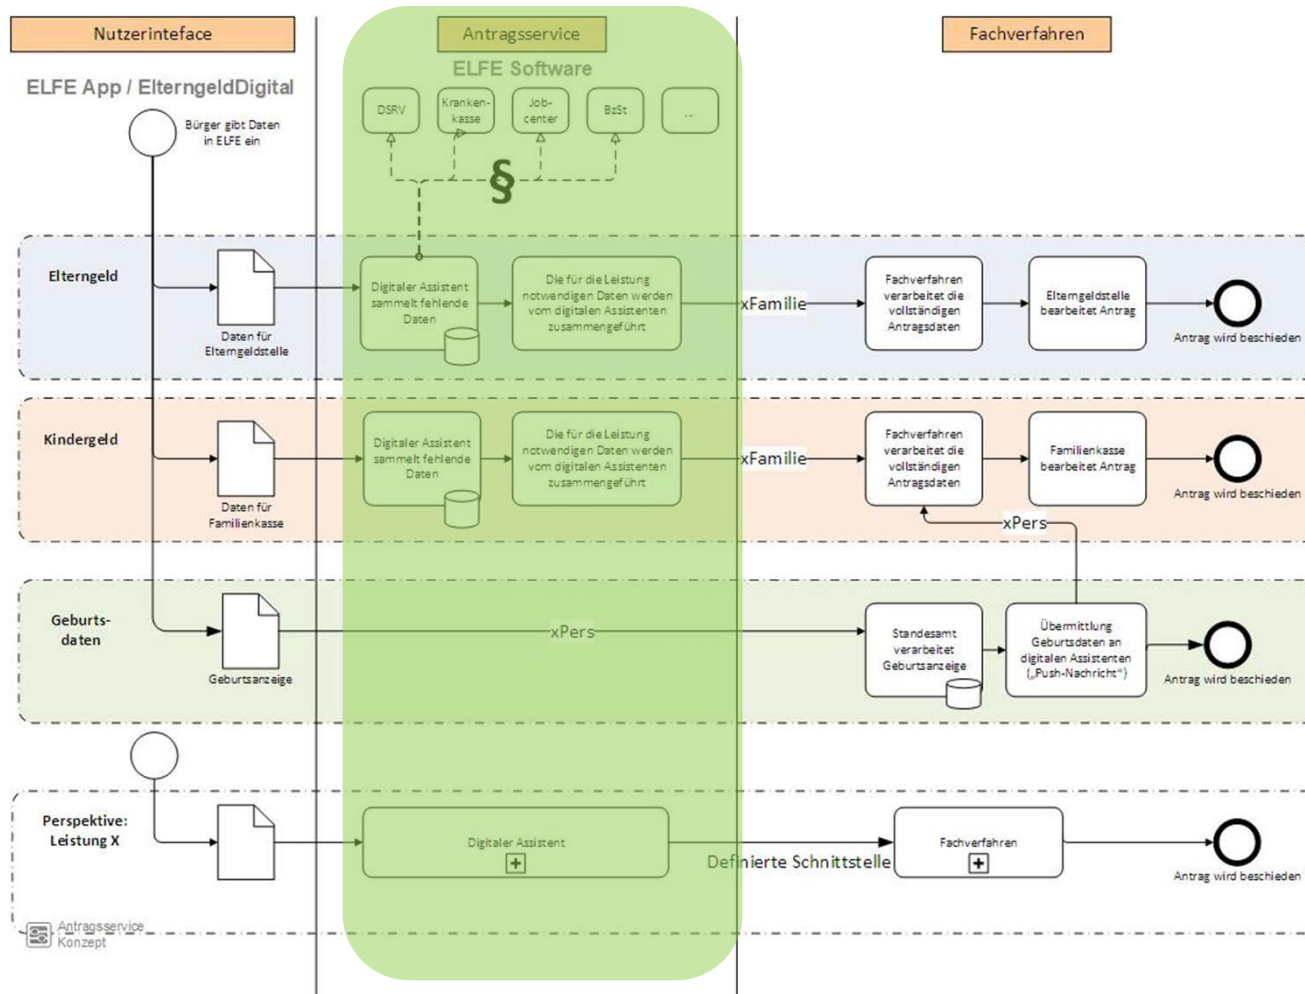 Nutzerinteface
Antragsservice
Fachverfahren
ELFE App / ElterngeldDigital
ELFE Software
Bürger gibt Daten
in ELFE ein
DSRV
Kranken-
kasse
Job-
center
BzSt
...
§
Elterngeld
Daten für
Elterngeldstelle
Digitaler Assistent
sammelt fehlende
Daten
Die für die Leistung
notwendigen Daten werden
vom digitalen Assistenten
zusammengeführt
xFamilie
Fachverfahren
verarbeitet die
vollständigen
Antragsdaten
Elterngeldstelle
bearbeitet Antrag
Antrag wird beschieden
Kindergeld
Daten für
Familienkasse
Digitaler Assistent
sammelt fehlende
Daten
Die für die Leistung
notwendigen Daten werden
vom digitalen Assistenten
zusammengeführt
xFamilie
Fachverfahren
verarbeitet die
vollständigen
Antragsdaten
Familienkasse
bearbeitet Antrag
Antrag wird beschieden
xPers
Geburts-
daten
Geburtsanzeige
xPers
Standesamt
verarbeitet
Geburtsanzeige
Übermittlung
Geburtsdaten an
digitalen Assistenten
(„Push-Nachricht“)
Antrag wird beschieden
Perspektive:
Leistung X
Digitaler Assistent
Definierte Schnittstelle
Fachverfahren
Antrag wird beschieden
Antragsservice
Konzept